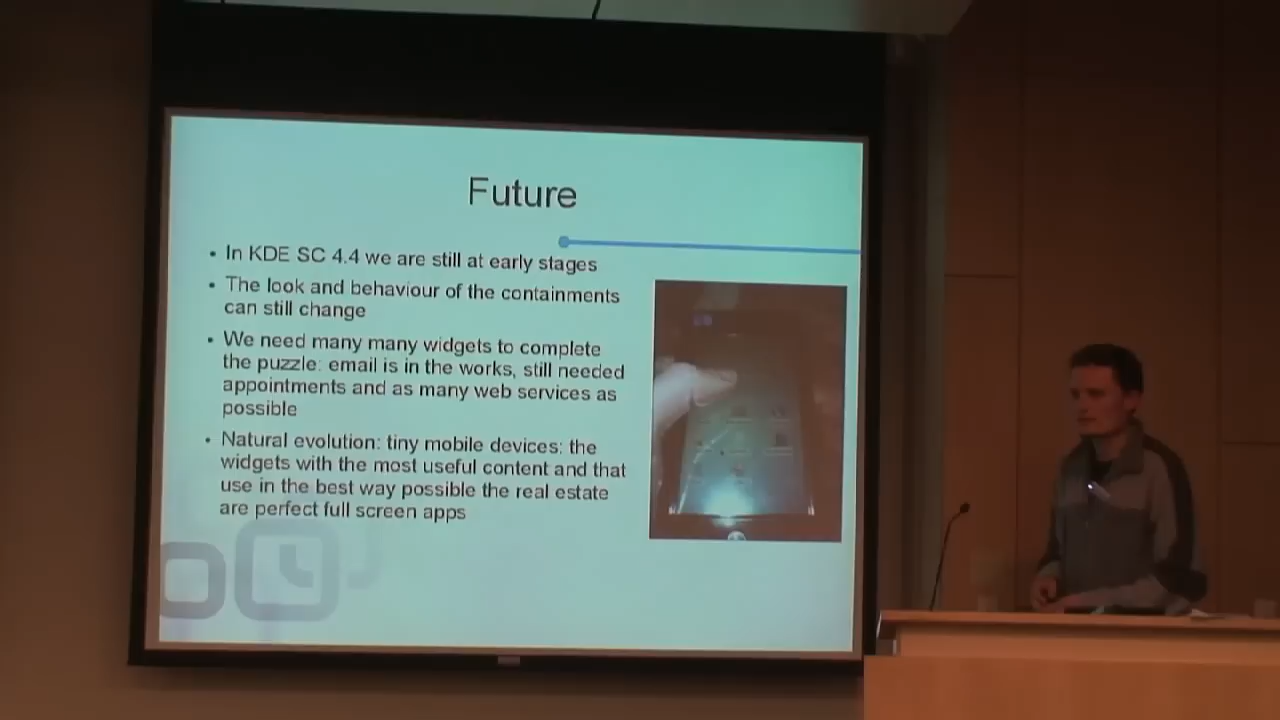 Future
• In KDE SC 4.4 we are still at early stages
• The look and behaviour of the containments
can still change
• We need many many widgets to complete
the puzzle: email is in the works, still needed
appointments and as many web services as
possible
• Natural evolution: tiny mobile devices: the
widgets with the most useful content and that
use in the best way possible the real estate
are perfect full screen apps